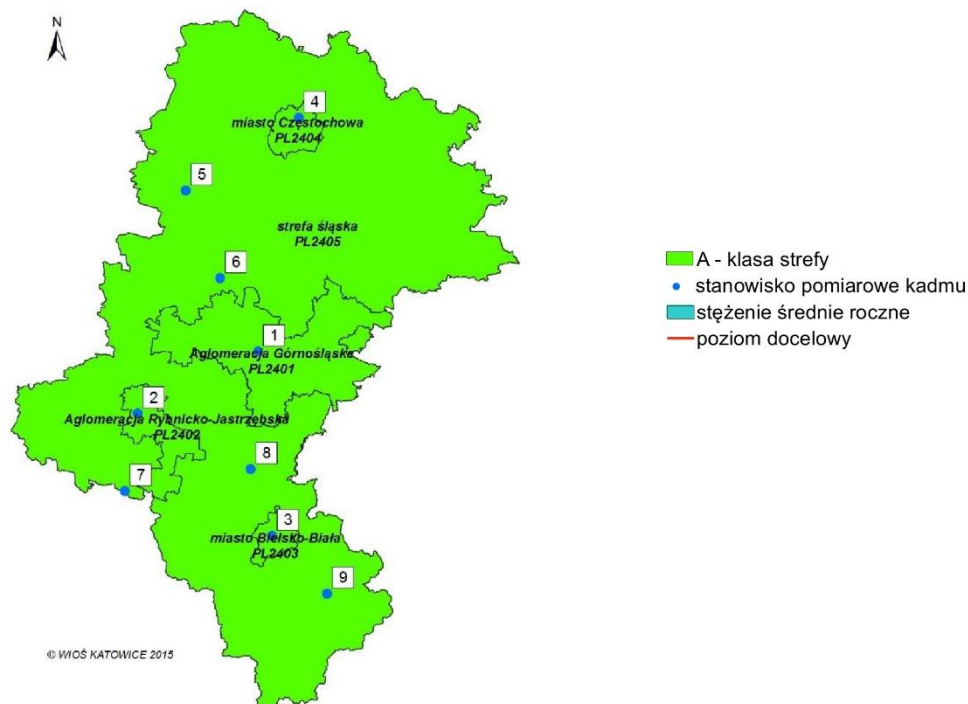 N
4
miasto Częstochowa
PL2404
5
strefa śląska
PL2405
6
A - klasa strefy
stanowisko pomiarowe kadmu
stężenie średnie roczne
poziom docelowy
1
Aglomeracja Górnośląska
PL2401
2
Aglomeracja Rybnicko-Jastrzębska
PL2402
8
7
3
miasto Bielsko-Biała
PL2403
9
© WIOŚ KATOWICE 2015